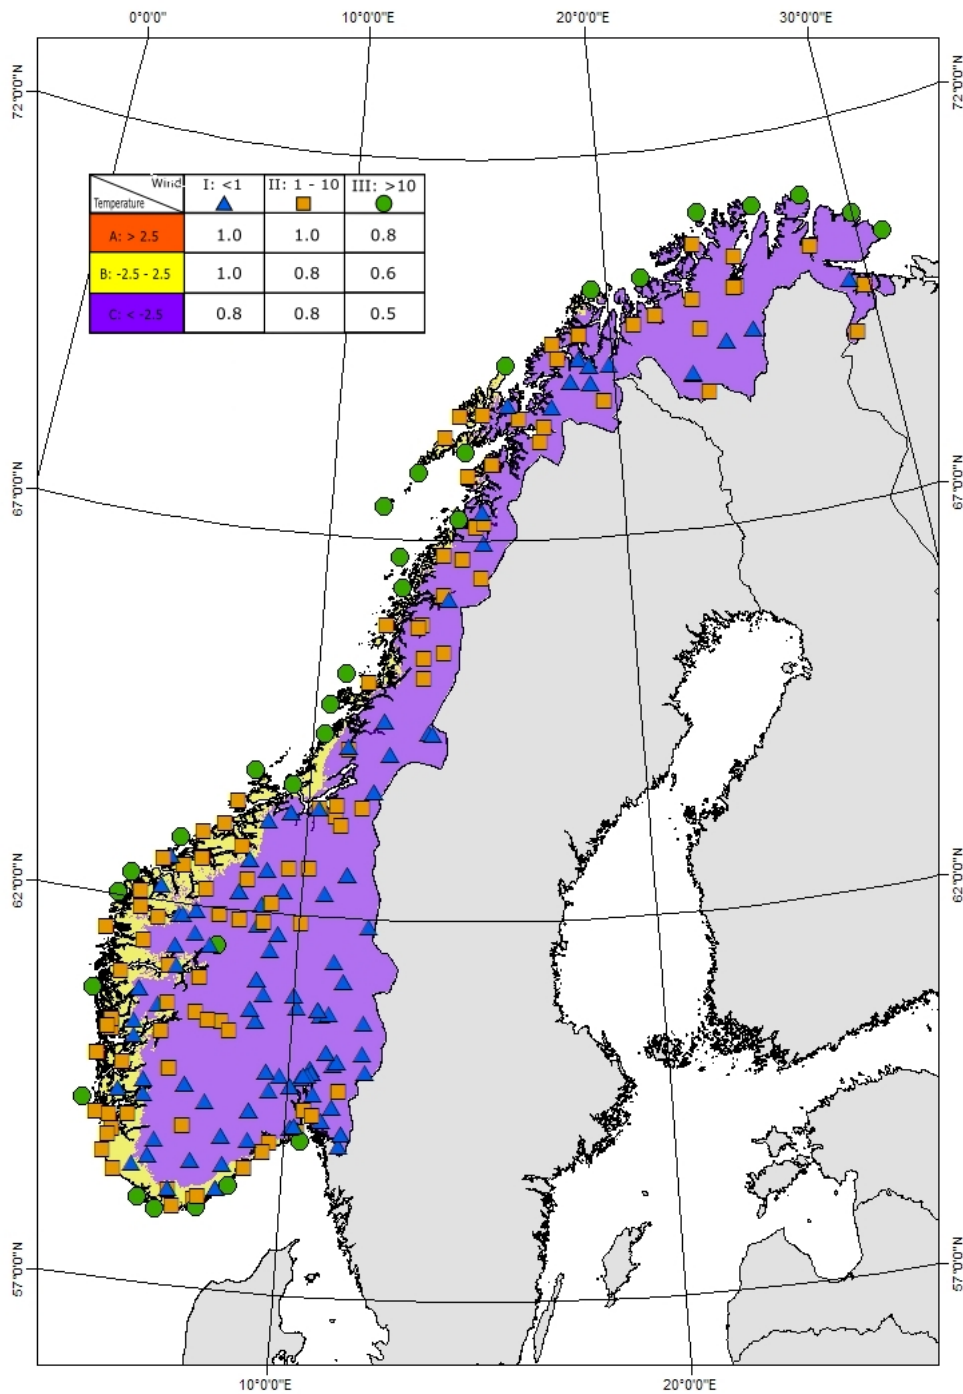 0°0'0" 10°0'0"E 20°0'0"E 30°0'0"E
72°0'0"N 72°0'0"N
Wind I: <1 II: 1 - 10 III: >10
Temperature
A: > 2.5 1.0 1.0 0.8
B: -2.5 - 2.5 1.0 0.8 0.6
C: < -2.5 0.8 0.8 0.5
67°0'0"N 67°0'0"N
62°0'0"N 62°0'0"N
57°0'0"N 57°0'0"N
10°0'0"E 20°0'0"E